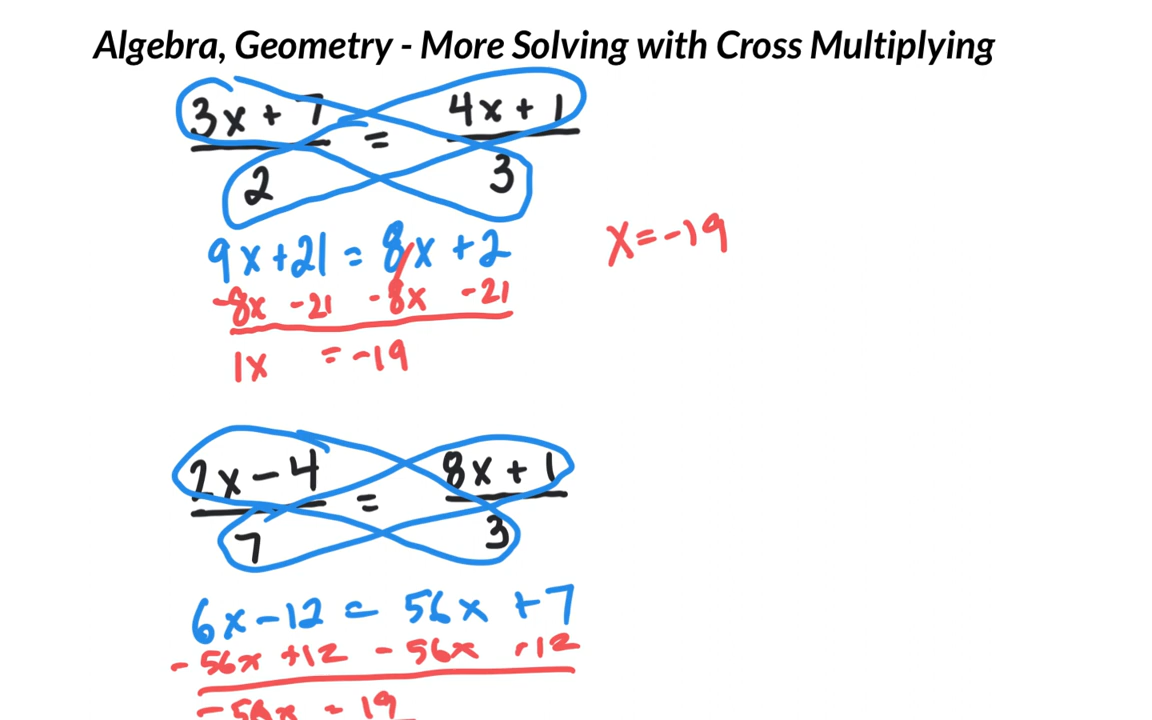 Algebra, Geometry - More Solving with Cross Multiplying
3x + 7 = 4x + 1
2 3
9x +21 = 8x +2
x = -19
-8x -21 -8x -21
1x = -19
2x - 4 = 8x + 1
7 3
6x - 12 = 56x + 7
- 56x +12 - 56x +12
= 19